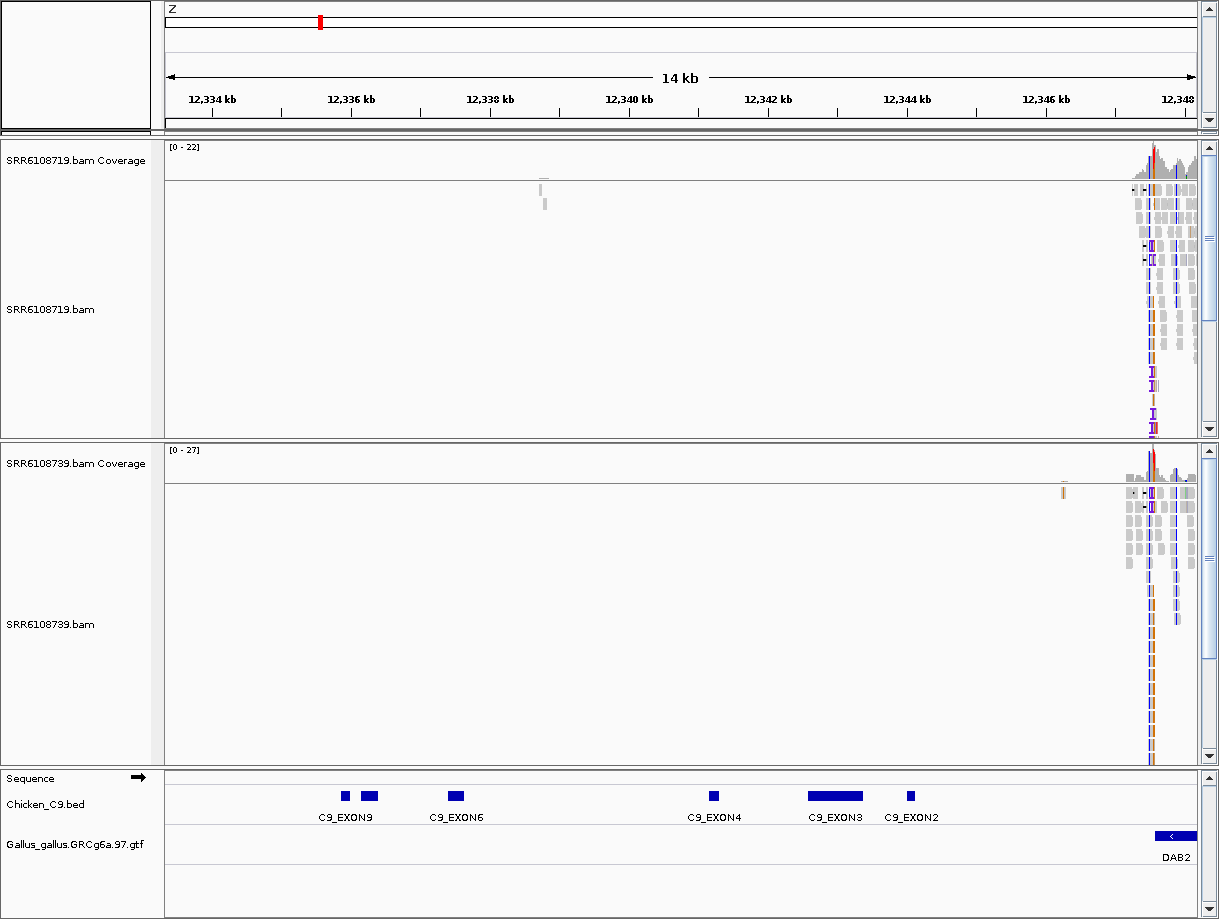 Z
14 kb
12,334 kb 12,336 kb 12,338 kb 12,340 kb 12,342 kb 12,344 kb 12,346 kb 12,348
SRR6108719.bam Coverage
[0 - 22]
SRR6108719.bam
SRR6108739.bam Coverage
[0 - 27]
SRR6108739.bam
Sequence
Chicken_C9.bed
C9_EXON9 C9_EXON6 C9_EXON4 C9_EXON3 C9_EXON2
Gallus_gallus.GRCg6a.97.gtf
DAB2